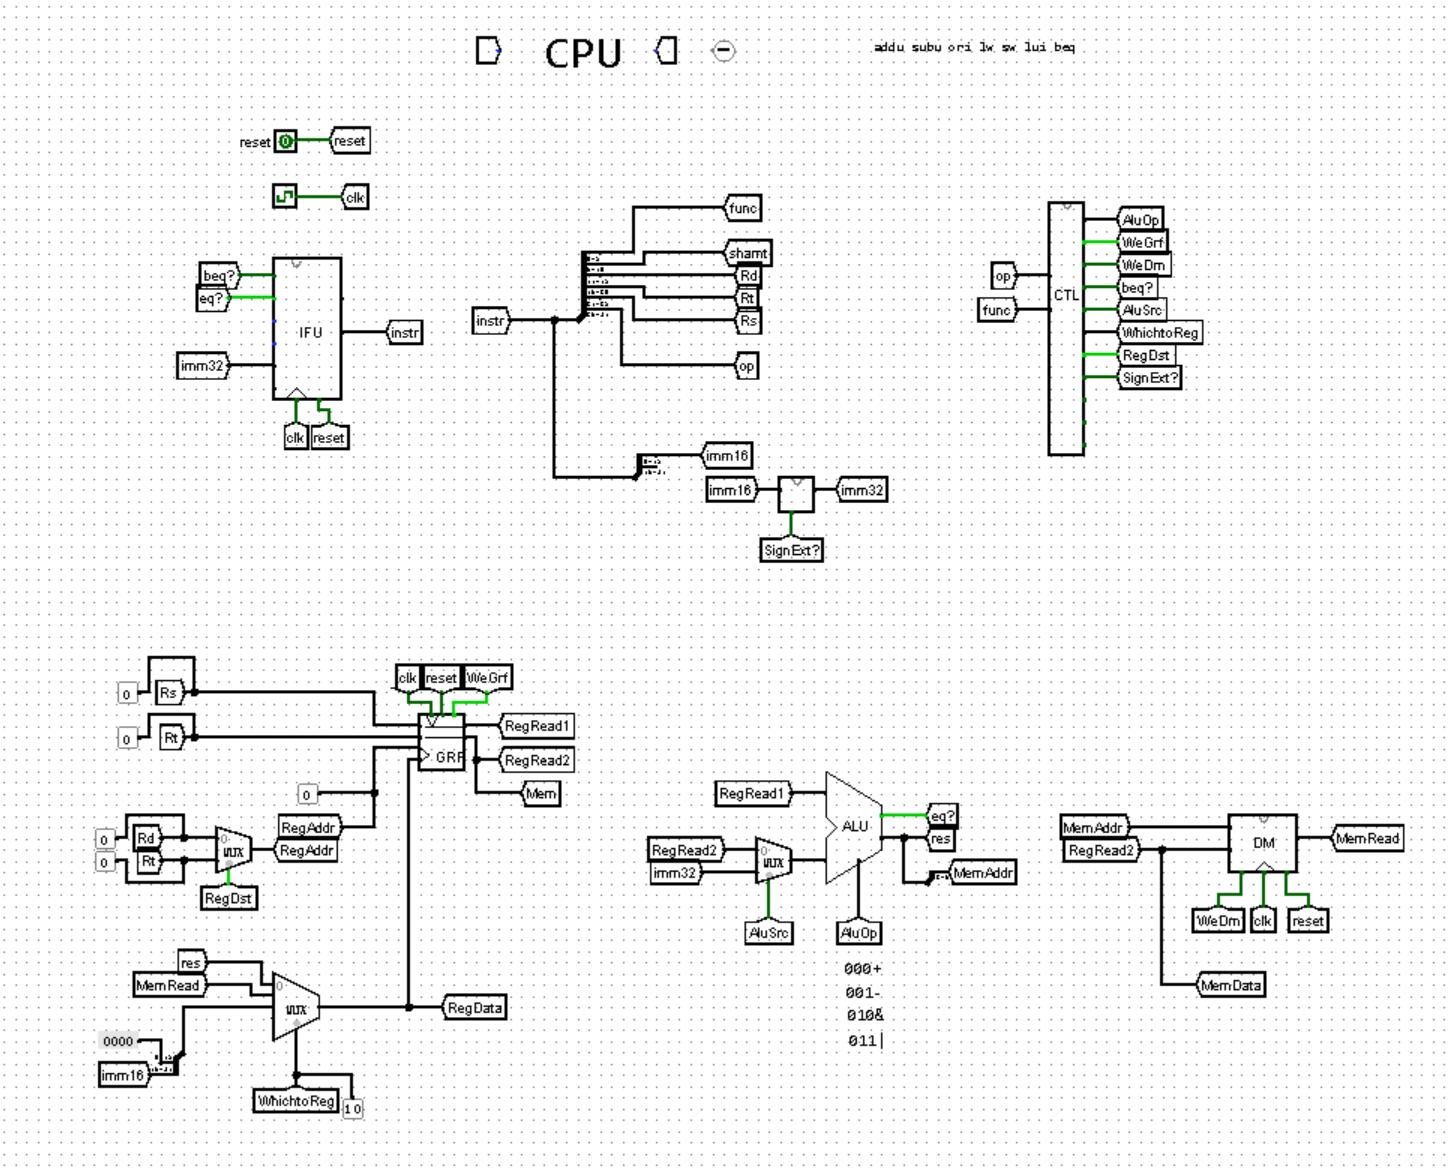 CPU
addu subu ori lw sw lui beq
reset
reset
clk
beq?
eq?
imm32
IFU
instr
clk
reset
instr
func
shamt
Rd
Rt
Rs
op
imm16
imm16
imm32
SignExt?
op
func
CTL
AluOp
WeGrf
WeDm
beq?
AluSrc
WhichtoReg
RegDst
SignExt?
0
Rs
0
Rt
clk
reset
WeGrf
GRF
RegRead1
RegRead2
Mem
0
RegAddr
0
Rd
0
Rt
0
MUX
RegAddr
RegDst
res
MemRead
0
MUX
RegData
0000
imm16
WhichtoReg
10
RegRead1
RegRead2
imm32
0
MUX
AluSrc
ALU
AluOp
eq?
res
MemAddr
000+
001-
010&
011|
MemAddr
RegRead2
DM
MemRead
WeDm
clk
reset
MemData